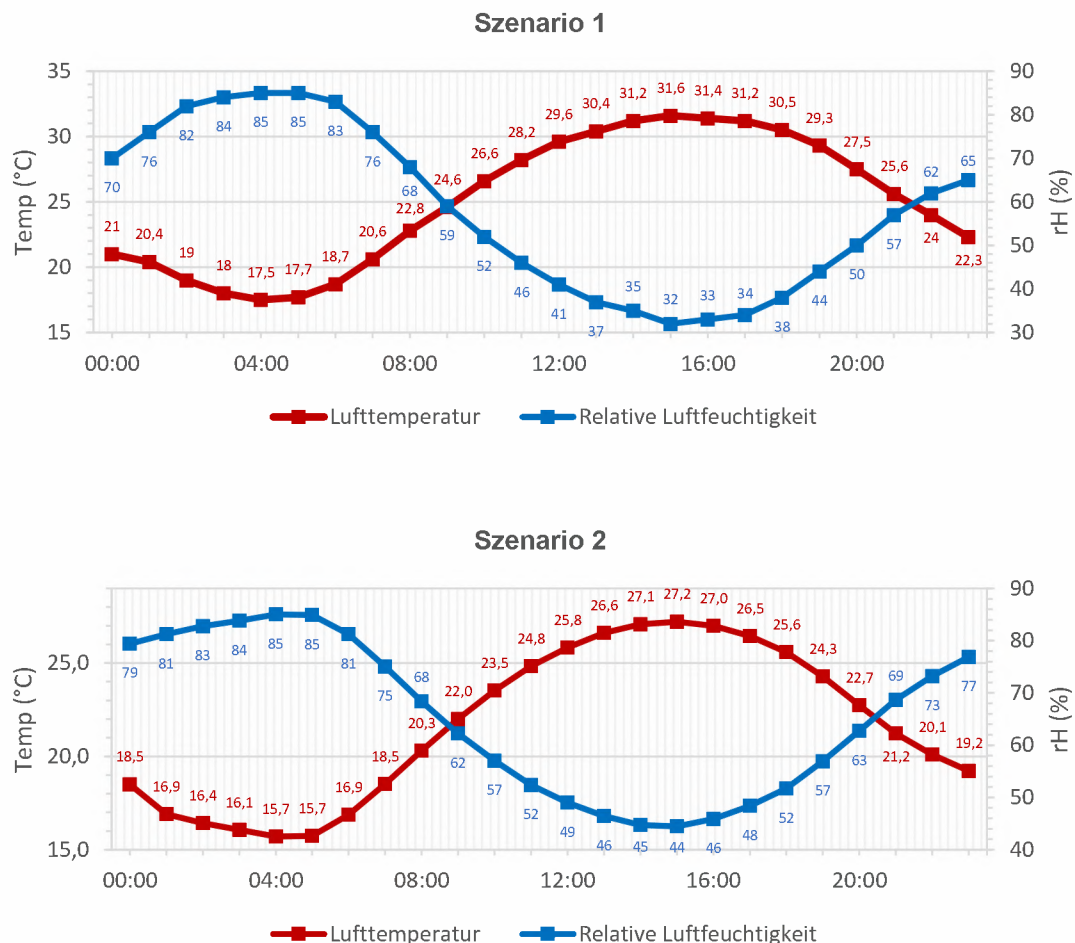 Szenario 1
35
30
25
20
15
Temp (°C)
90
80
70
60
50
40
30
rH (%)
21 20,4 19 18 17,5 17,7 18,7 20,6 22,8 24,6 26,6 28,2 29,6 30,4 31,2 31,6 31,4 31,2 30,5 29,3 27,5 25,6 24 22,3
70 76 82 84 85 85 83 76 68 59 52 46 41 37 35 32 33 34 38 44 50 57 62 65
00:00 04:00 08:00 12:00 16:00 20:00
Lufttemperatur Relative Luftfeuchtigkeit
Szenario 2
25,0
20,0
15,0
Temp (°C)
90
80
70
60
50
40
rH (%)
18,5 16,9 16,4 16,1 15,7 15,7 16,9 18,5 20,3 22,0 23,5 24,8 25,8 26,6 27,1 27,2 27,0 26,5 25,6 24,3 22,7 21,2 20,1 19,2
79 81 83 84 85 85 81 75 68 62 57 52 49 46 45 44 46 48 52 57 63 69 73 77
00:00 04:00 08:00 12:00 16:00 20:00
Lufttemperatur Relative Luftfeuchtigkeit